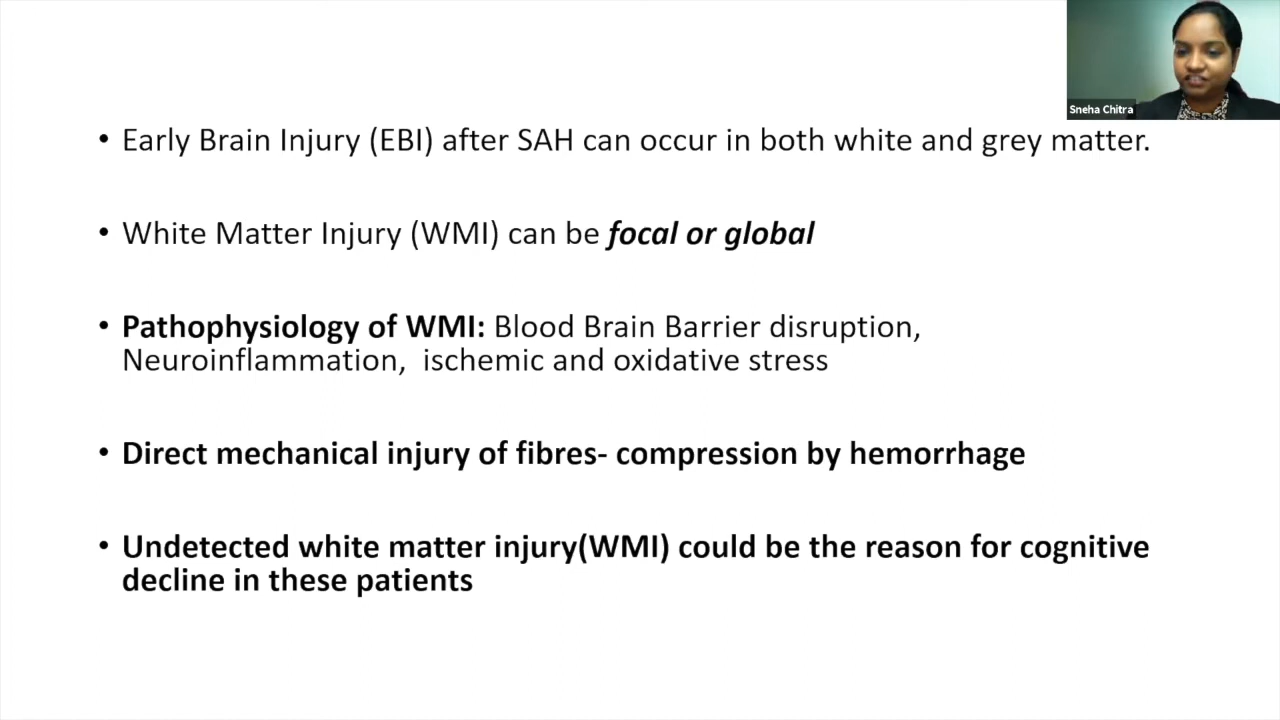 Sneha Chitra
• Early Brain Injury (EBI) after SAH can occur in both white and grey matter.
• White Matter Injury (WMI) can be focal or global
• Pathophysiology of WMI: Blood Brain Barrier disruption,
Neuroinflammation,  ischemic and oxidative stress
• Direct mechanical injury of fibres- compression by hemorrhage
• Undetected white matter injury(WMI) could be the reason for cognitive
decline in these patients